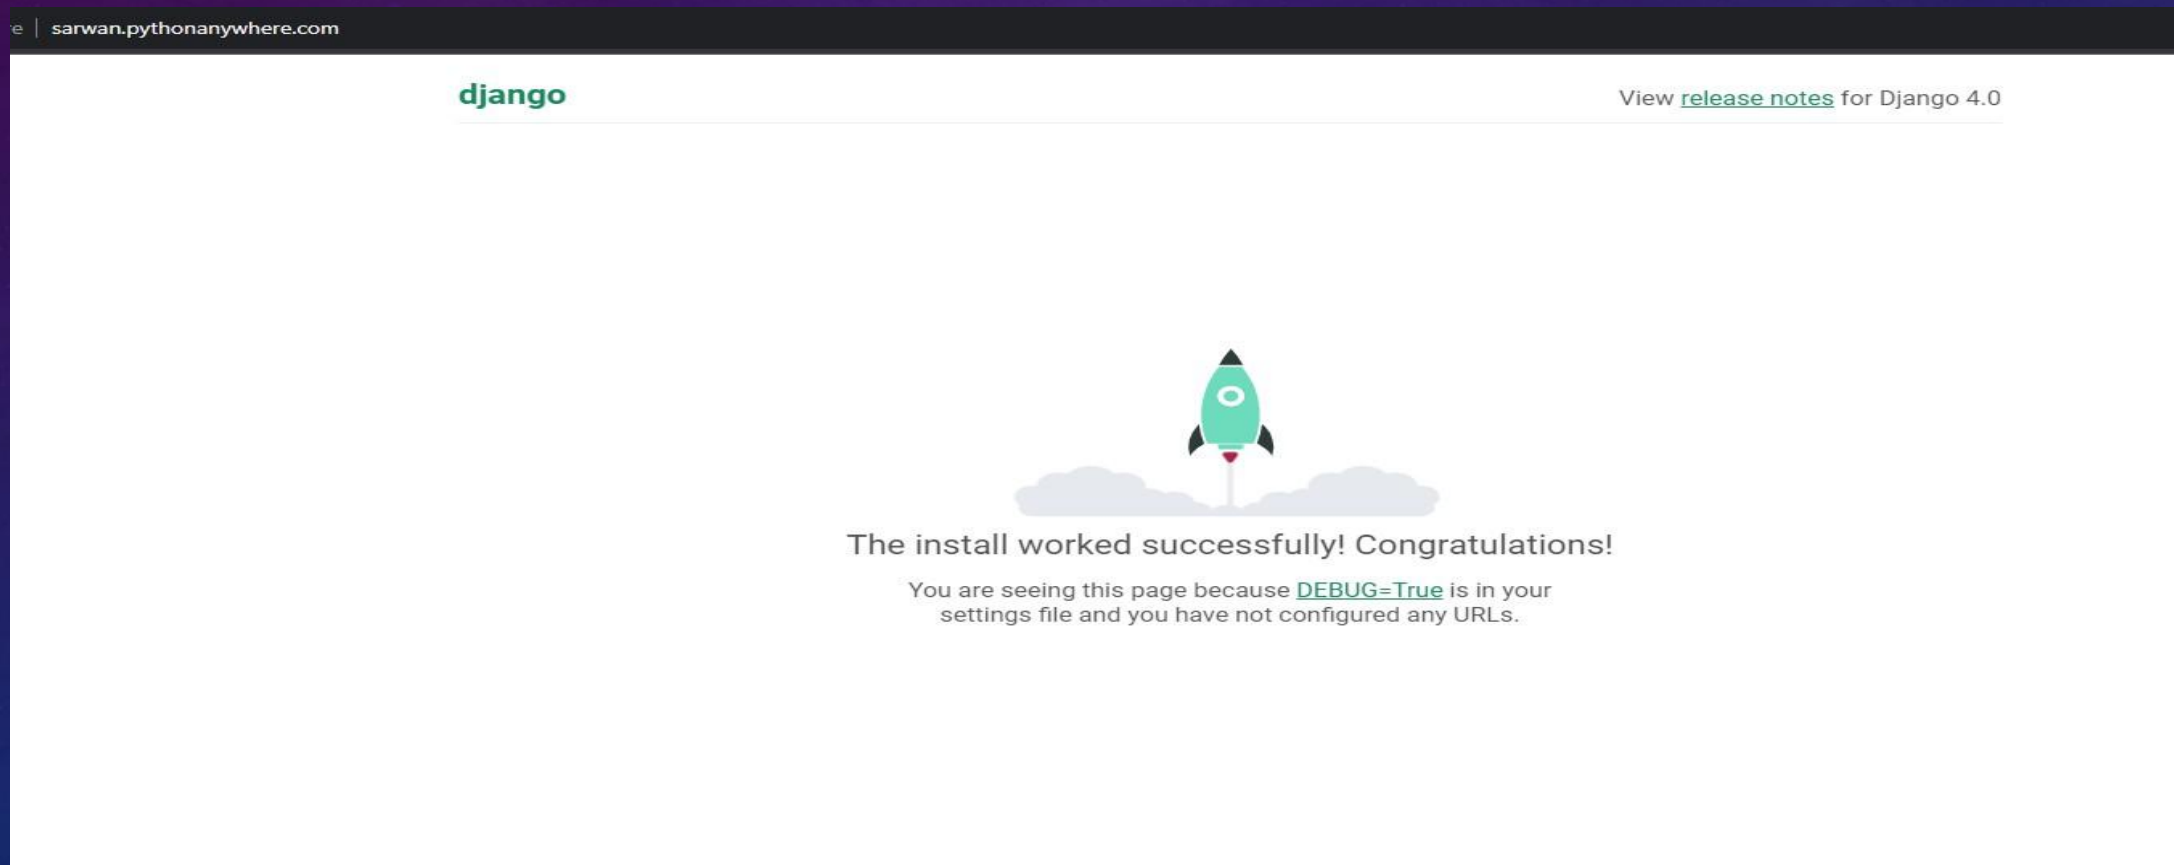 e | sarwan.pythonanywhere.com
django
View release notes for Django 4.0
The install worked successfully! Congratulations!
You are seeing this page because DEBUG=True is in your
settings file and you have not configured any URLs.